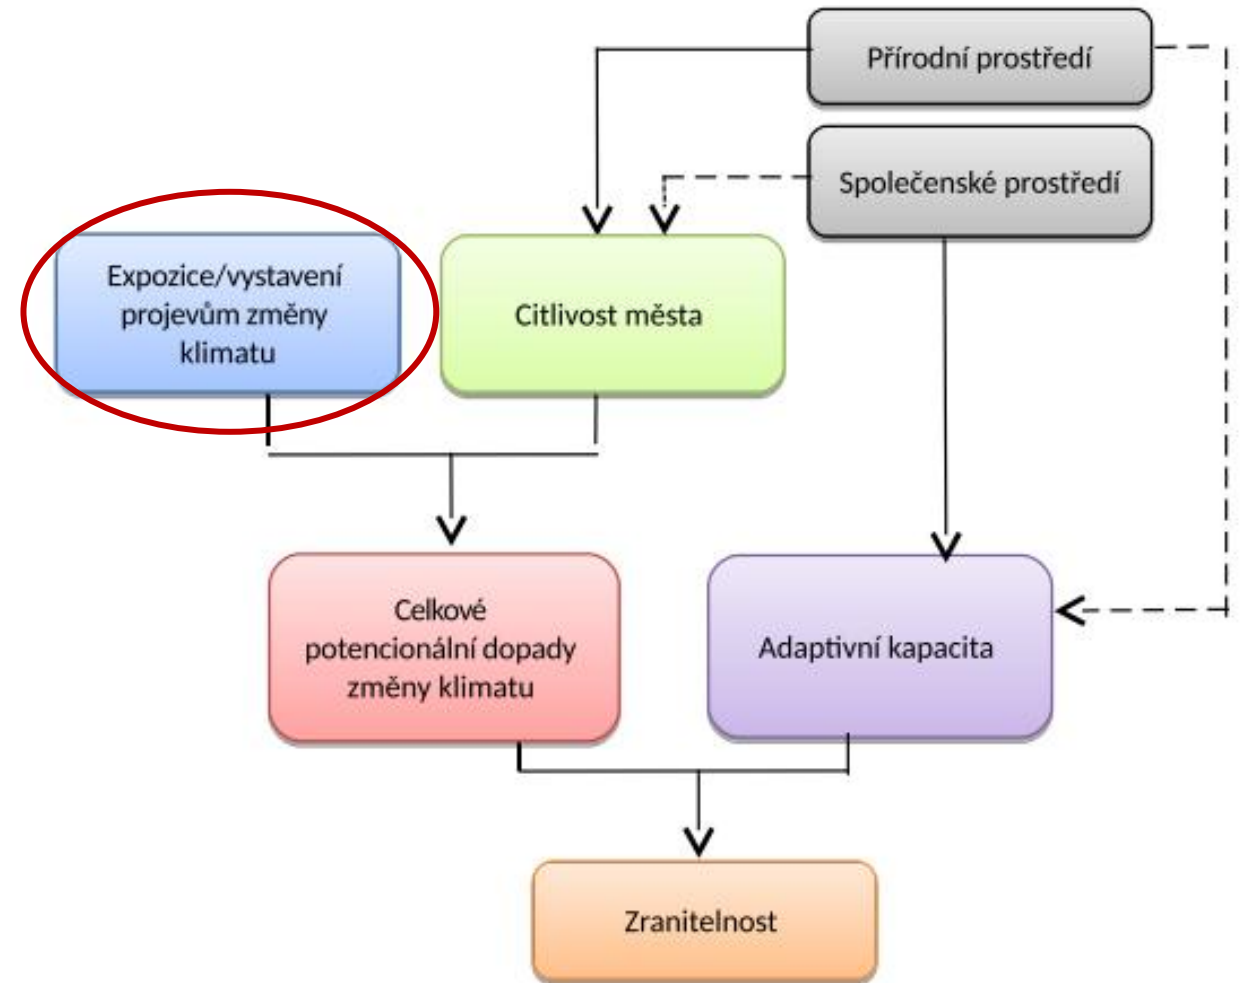 Přírodní prostředí
Společenské prostředí
Expozice/vystavení
projevům změny
klimatu
Citlivost města
Celkové
potencionální dopady
změny klimatu
Adaptivní kapacita
Zranitelnost